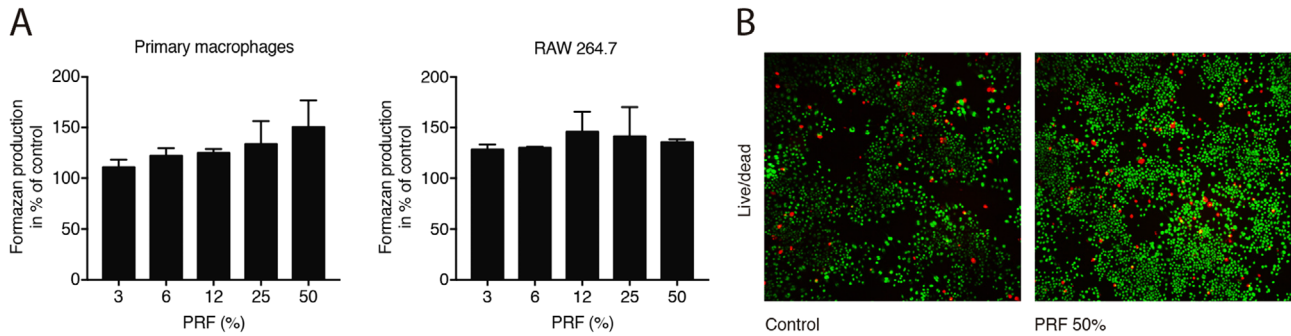 A
Primary macrophages
Formazan production
in % of control
200
150
100
50
0
3 6 12 25 50
PRF (%)
RAW 264.7
Formazan production
in % of control
200
150
100
50
0
3 6 12 25 50
PRF (%)
B
Live/dead
Control
PRF 50%